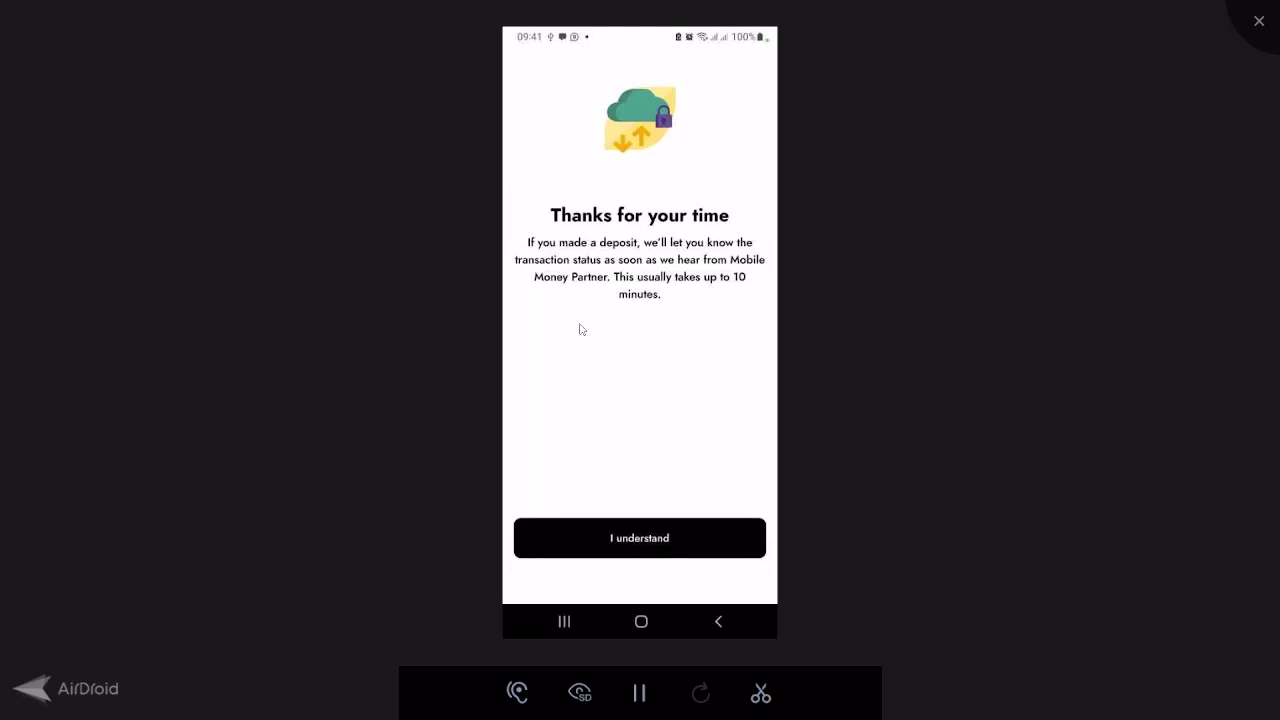 09:41
100%
Thanks for your time
If you made a deposit, we'll let you know the
transaction status as soon as we hear from Mobile
Money Partner. This usually takes up to 10
minutes.
I understand
SD
AirDroid